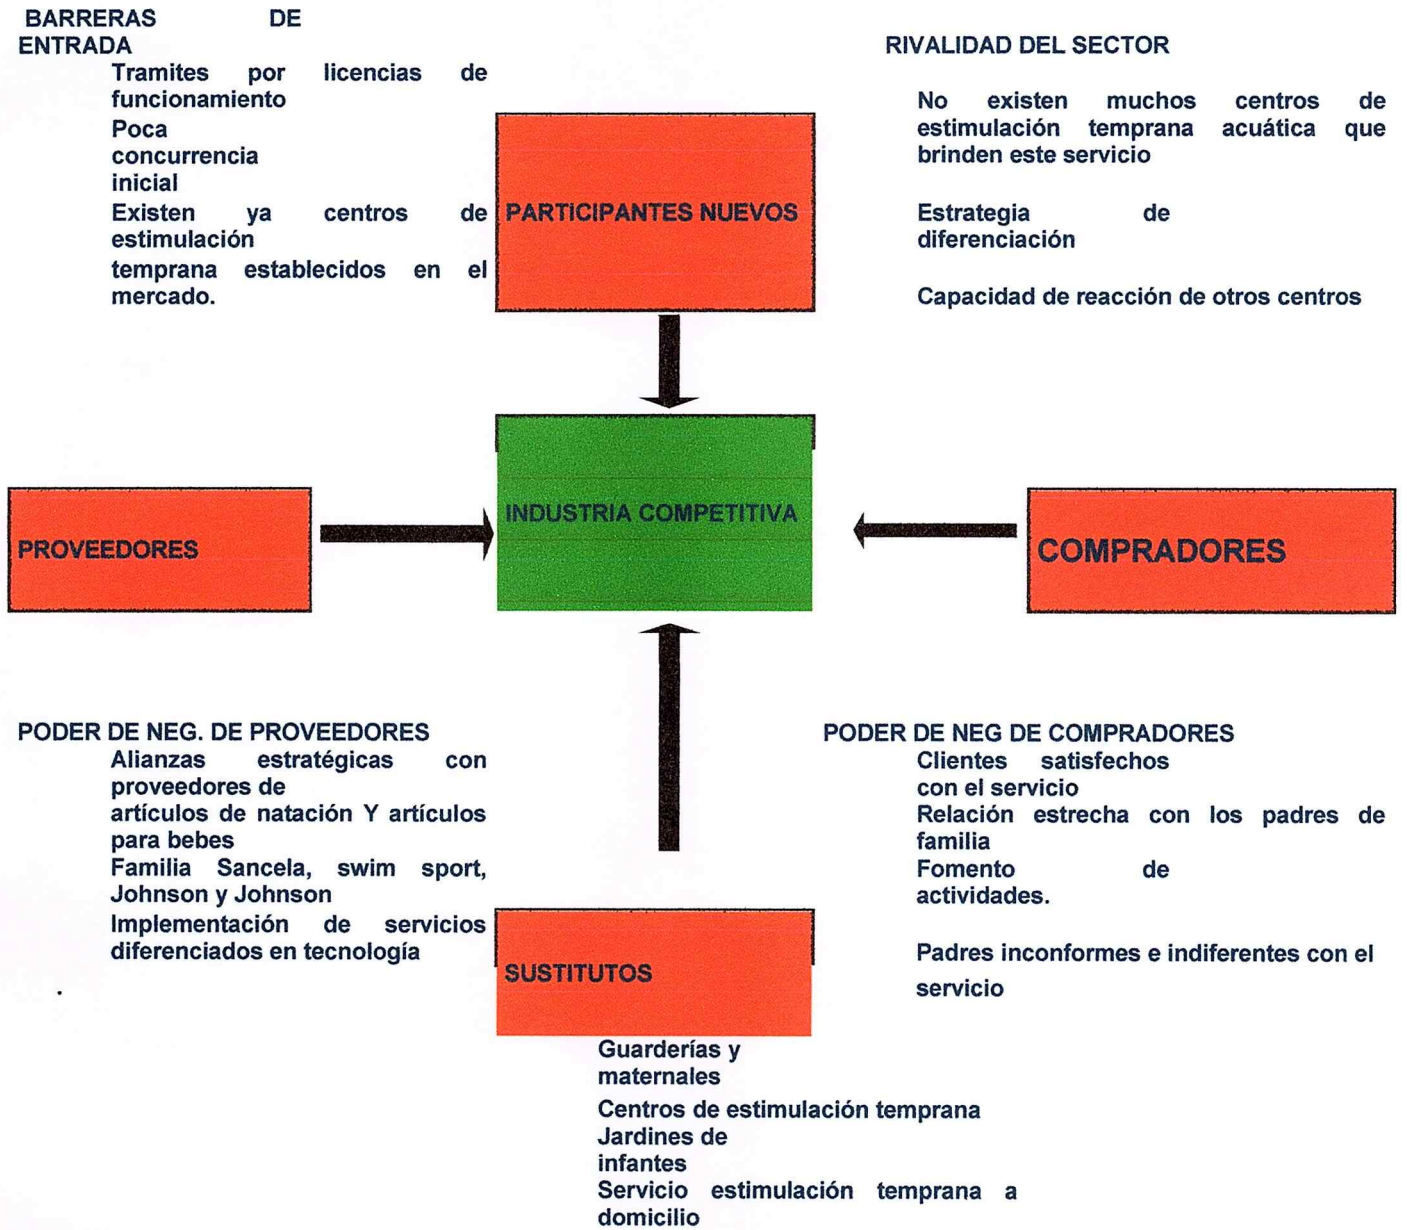 BARRERAS DE
ENTRADA
Tramites por licencias de
funcionamiento
Poca
concurrencia
inicial
Existen ya centros de
estimulación
temprana establecidos en el
mercado.
PARTICIPANTES NUEVOS
RIVALIDAD DEL SECTOR
No existen muchos centros de
estimulación temprana acuática que
brinden este servicio
Estrategia de
diferenciación
Capacidad de reacción de otros centros
PROVEEDORES
INDUSTRIA COMPETITIVA
COMPRADORES
PODER DE NEG. DE PROVEEDORES
Alianzas estratégicas con
proveedores de
artículos de natación Y artículos
para bebes
Familia Sancela, swim sport,
Johnson y Johnson
Implementación de servicios
diferenciados en tecnología
PODER DE NEG DE COMPRADORES
Clientes satisfechos
con el servicio
Relación estrecha con los padres de
familia
Fomento de
actividades.
Padres inconformes e indiferentes con el
servicio
SUSTITUTOS
Guarderías y
maternales
Centros de estimulación temprana
Jardines de
infantes
Servicio estimulación temprana a
domicilio